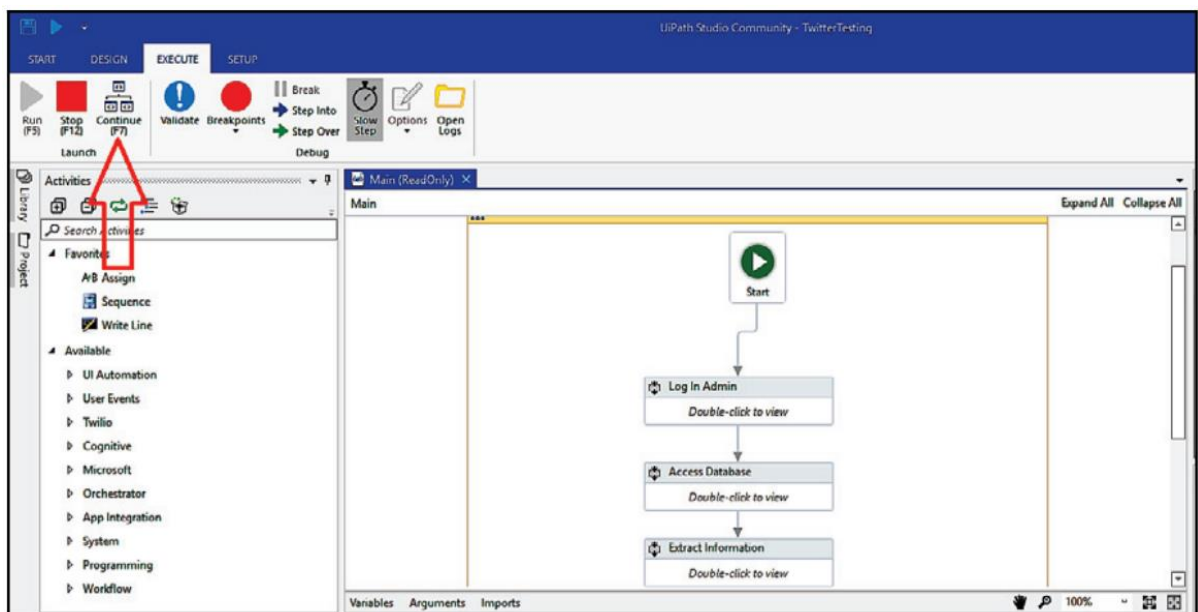 UiPath Studio Community - TwitterTesting
START DESIGN EXECUTE SETUP
Run (F5)
Stop (F12)
Continue (F7)
Launch
Validate
Breakpoints
Break
Step Into
Step Over
Debug
Slow Step
Options
Open Logs
Library
Project
Activities
Search Activities
Favorites
A+B Assign
Sequence
Write Line
Available
UI Automation
User Events
Twilio
Cognitive
Microsoft
Orchestrator
App Integration
System
Programming
Workflow
Main (ReadOnly)
Main
Expand All Collapse All
Start
Log In Admin
Double-click to view
Access Database
Double-click to view
Extract Information
Double-click to view
Variables Arguments Imports
100%